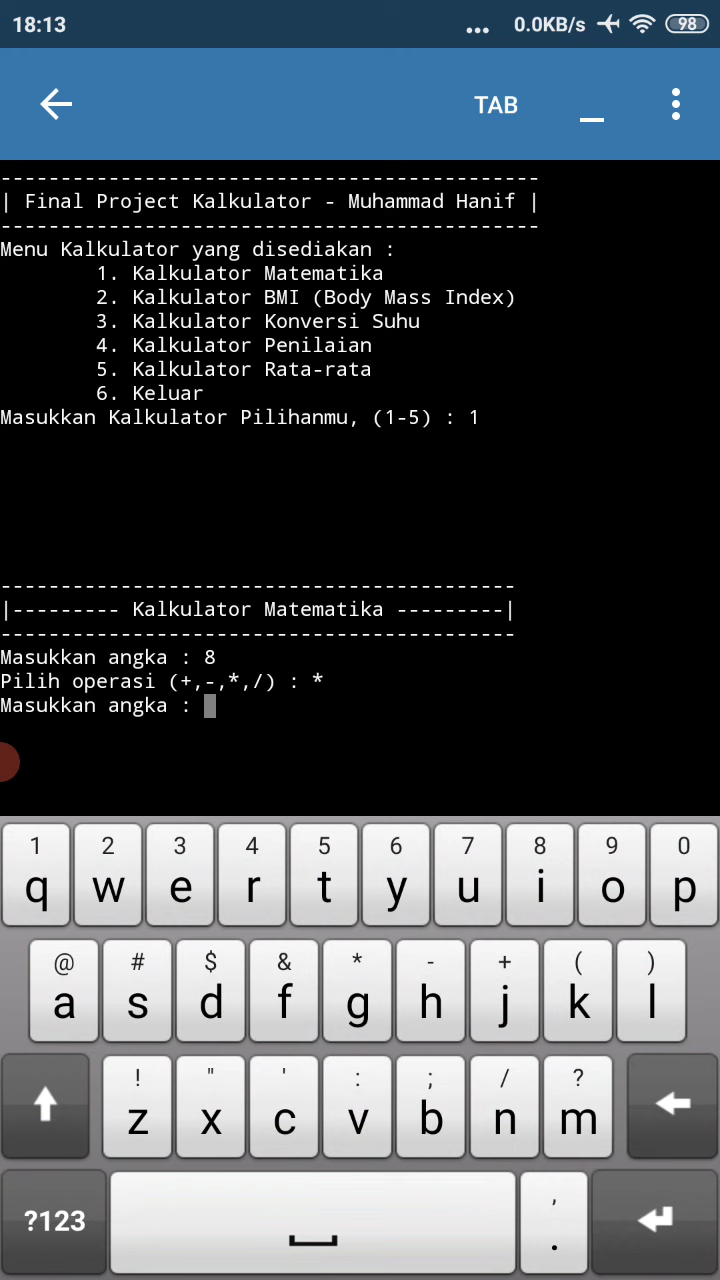 18:13 ... 0.0KB/s 98
TAB _
---------------------------------------------
| Final Project Kalkulator - Muhammad Hanif |
---------------------------------------------
Menu Kalkulator yang disediakan :
        1. Kalkulator Matematika
        2. Kalkulator BMI (Body Mass Index)
        3. Kalkulator Konversi Suhu
        4. Kalkulator Penilaian
        5. Kalkulator Rata-rata
        6. Keluar
Masukkan Kalkulator Pilihanmu, (1-5) : 1
-------------------------------------------
|--------- Kalkulator Matematika ---------|
-------------------------------------------
Masukkan angka : 8
Pilih operasi (+,-,*,/) : *
Masukkan angka :
1 2 3 4 5 6 7 8 9 0
q w e r t y u i o p
@ # $ & * - + ( )
a s d f g h j k l
! " ' : ; / ?
z x c v b n m
?123 , .